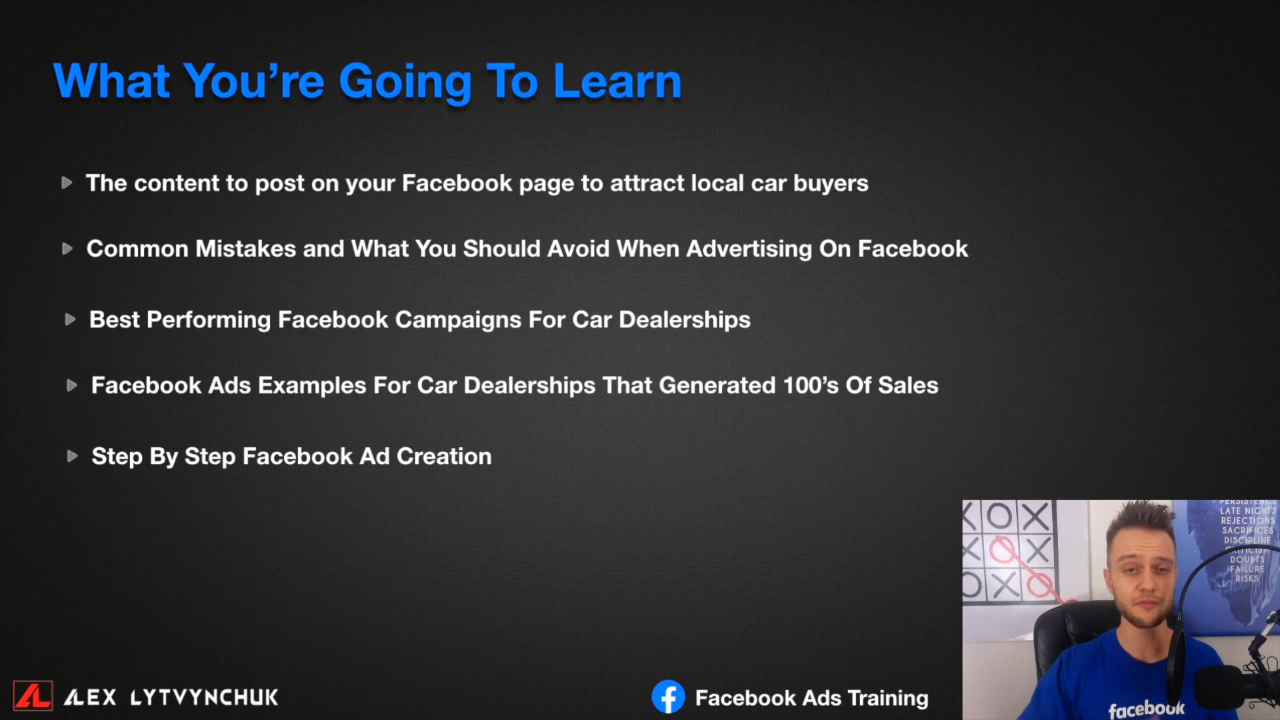 What You're Going To Learn
The content to post on your Facebook page to attract local car buyers
Common Mistakes and What You Should Avoid When Advertising On Facebook
Best Performing Facebook Campaigns For Car Dealerships
Facebook Ads Examples For Car Dealerships That Generated 100's Of Sales
Step By Step Facebook Ad Creation
X O X
X O X
O X O
PERSISTENCE
LATE NIGHTS
REJECTIONS
SACRIFICES
DISCIPLINE
CRITICISM
DOUBTS
FAILURE
RISKS
facebook
AL ALEX LYTVYNCHUK
f Facebook Ads Training